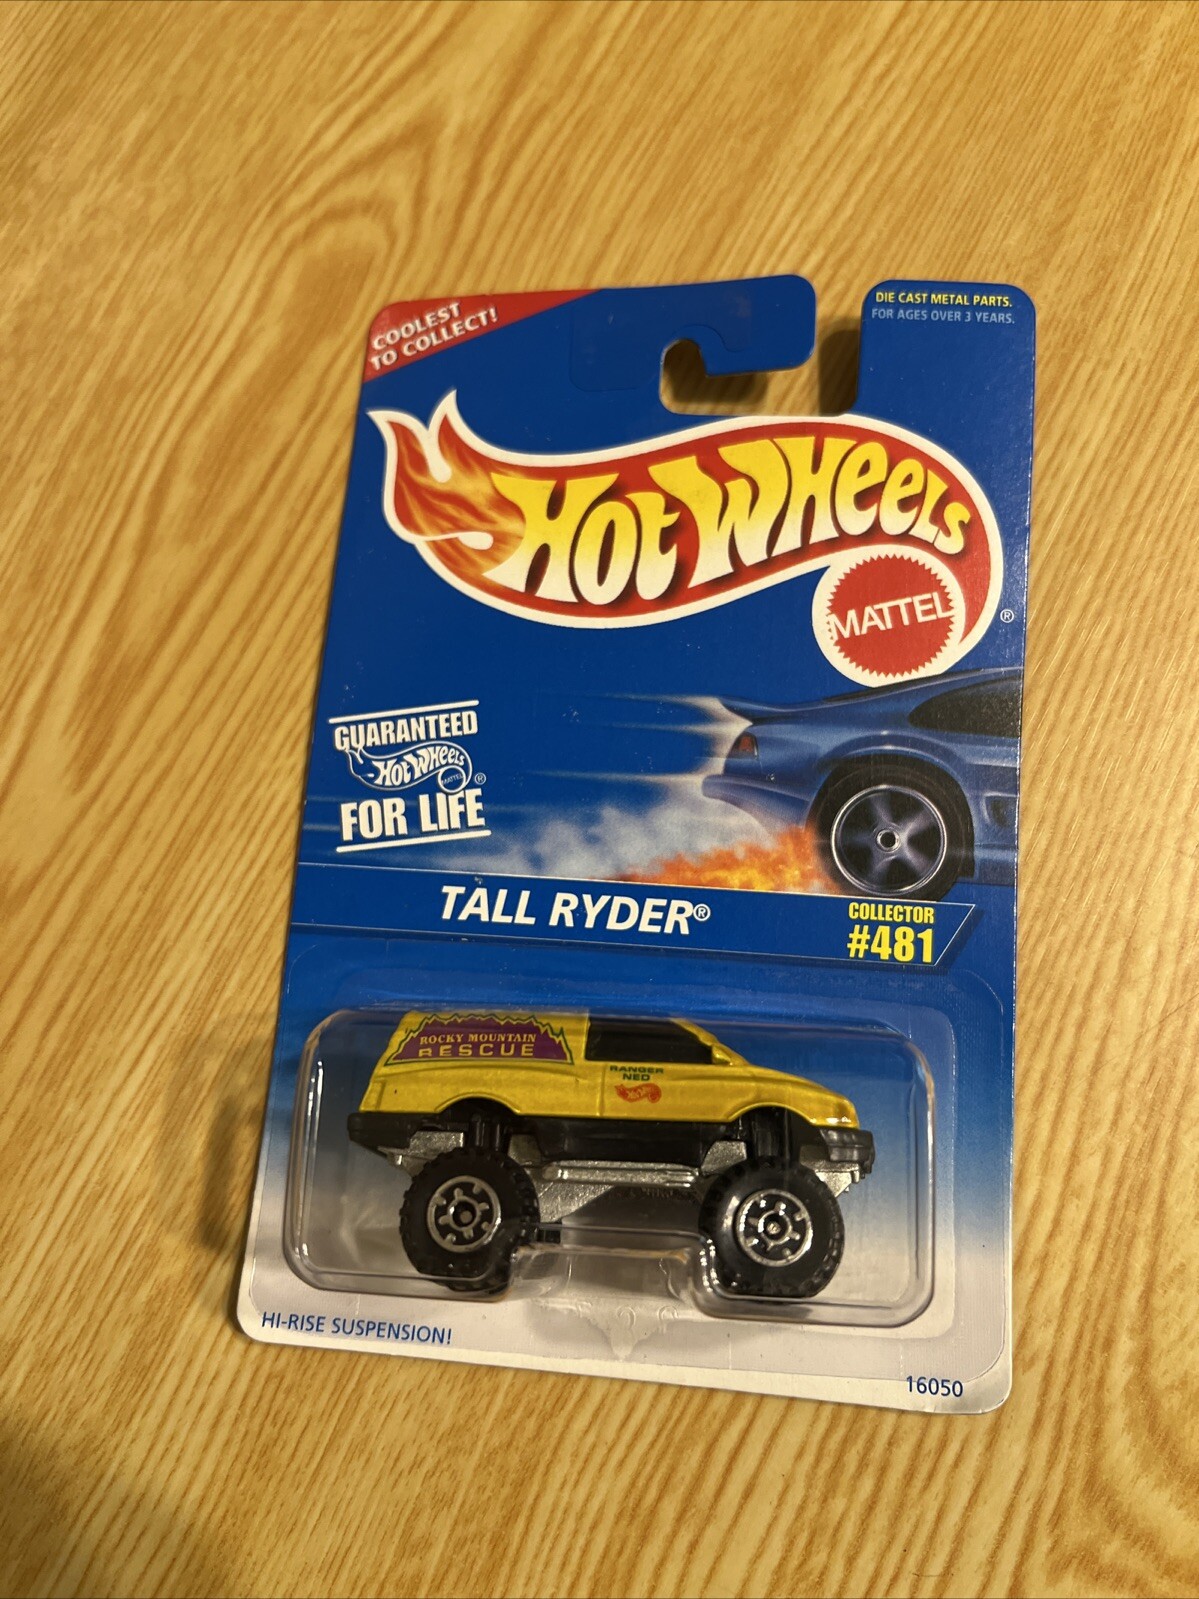 COOLEST
TO COLLECT!
DIE CAST METAL PARTS.
FOR AGES OVER 3 YEARS.
HOT WHEELS
MATTEL
®
GUARANTEED
HOT WHEELS
MATTEL
®
FOR LIFE
TALL RYDER®
COLLECTOR
#481
ROCKY MOUNTAIN
RESCUE
RANGER
NED
HI-RISE SUSPENSION!
16050